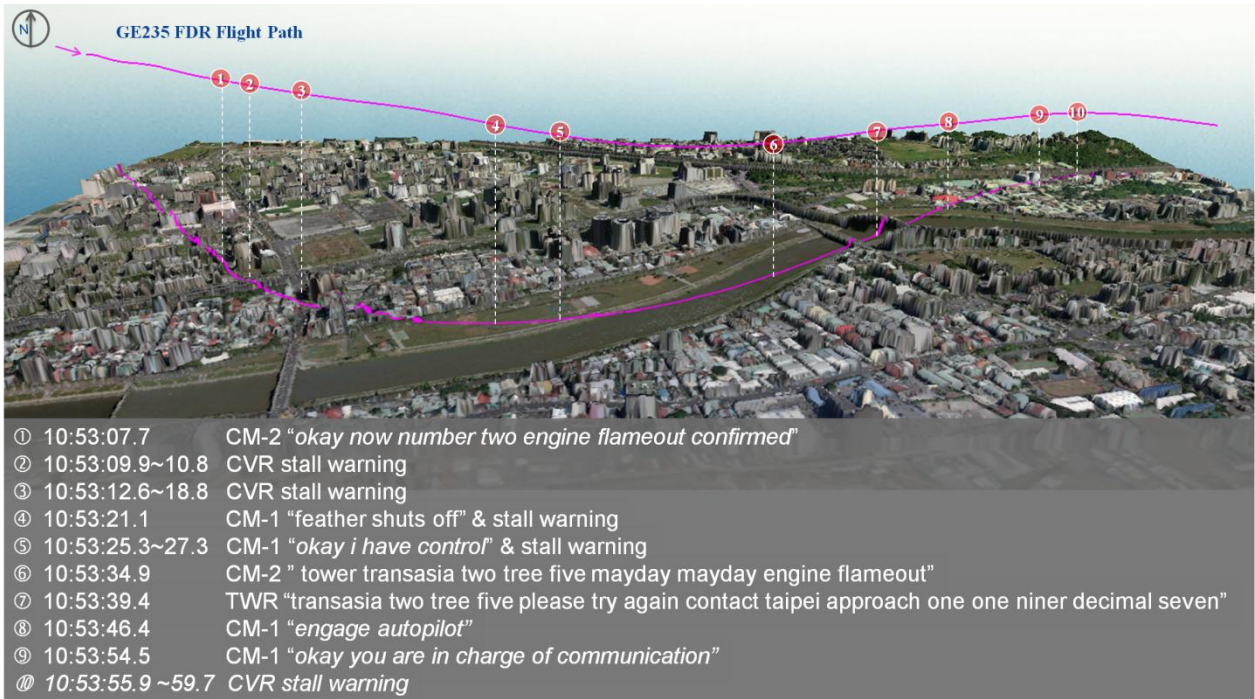 N
GE235 FDR Flight Path
1 2 3 4 5 6 7 8 9 10
① 10:53:07.7 CM-2 “okay now number two engine flameout confirmed”
② 10:53:09.9~10.8 CVR stall warning
③ 10:53:12.6~18.8 CVR stall warning
④ 10:53:21.1 CM-1 “feather shuts off” & stall warning
⑤ 10:53:25.3~27.3 CM-1 “okay i have control” & stall warning
⑥ 10:53:34.9 CM-2 ” tower transasia two tree five mayday mayday engine flameout”
⑦ 10:53:39.4 TWR “transasia two tree five please try again contact taipei approach one one niner decimal seven”
⑧ 10:53:46.4 CM-1 “engage autopilot”
⑨ 10:53:54.5 CM-1 “okay you are in charge of communication”
⑩ 10:53:55.9 ~59.7 CVR stall warning